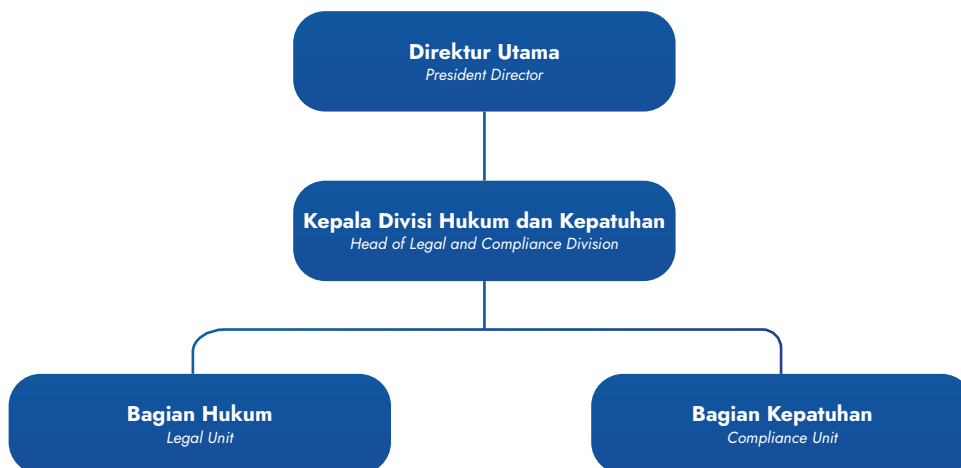 Direktur Utama
President Director
Kepala Divisi Hukum dan Kepatuhan
Head of Legal and Compliance Division
Bagian Hukum
Legal Unit
Bagian Kepatuhan
Compliance Unit